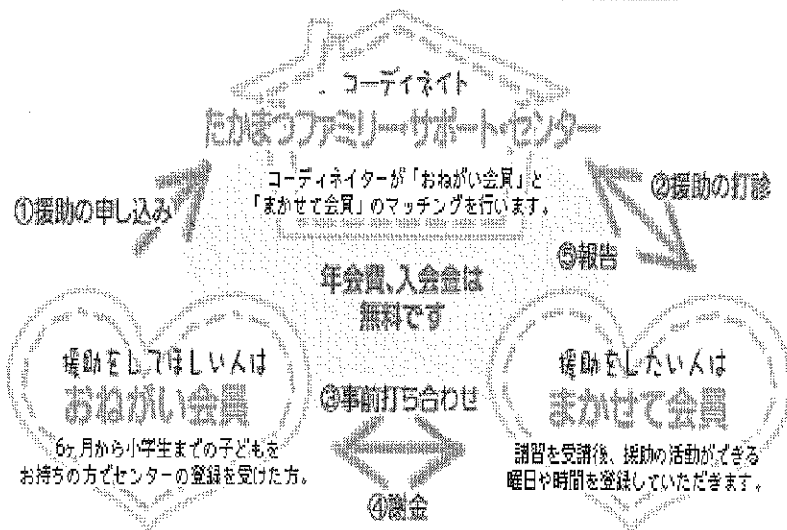 コーディネイト
たかまつファミリー・サポート・センター
コーディネイターが「おねがい会員」と
「まかせて会員」のマッチングを行います。
①援助の申し込み
②援助の打診
⑤報告
年会費、入会金は
無料です
援助をしてほしい人は
おねがい会員
6ヶ月から小学生までの子どもを
お持ちの方でセンターの登録を受けた方。
③事前打ち合わせ
④謝金
援助をしたい人は
まかせて会員
講習を受講後、援助の活動ができる
曜日や時間を登録していただきます。